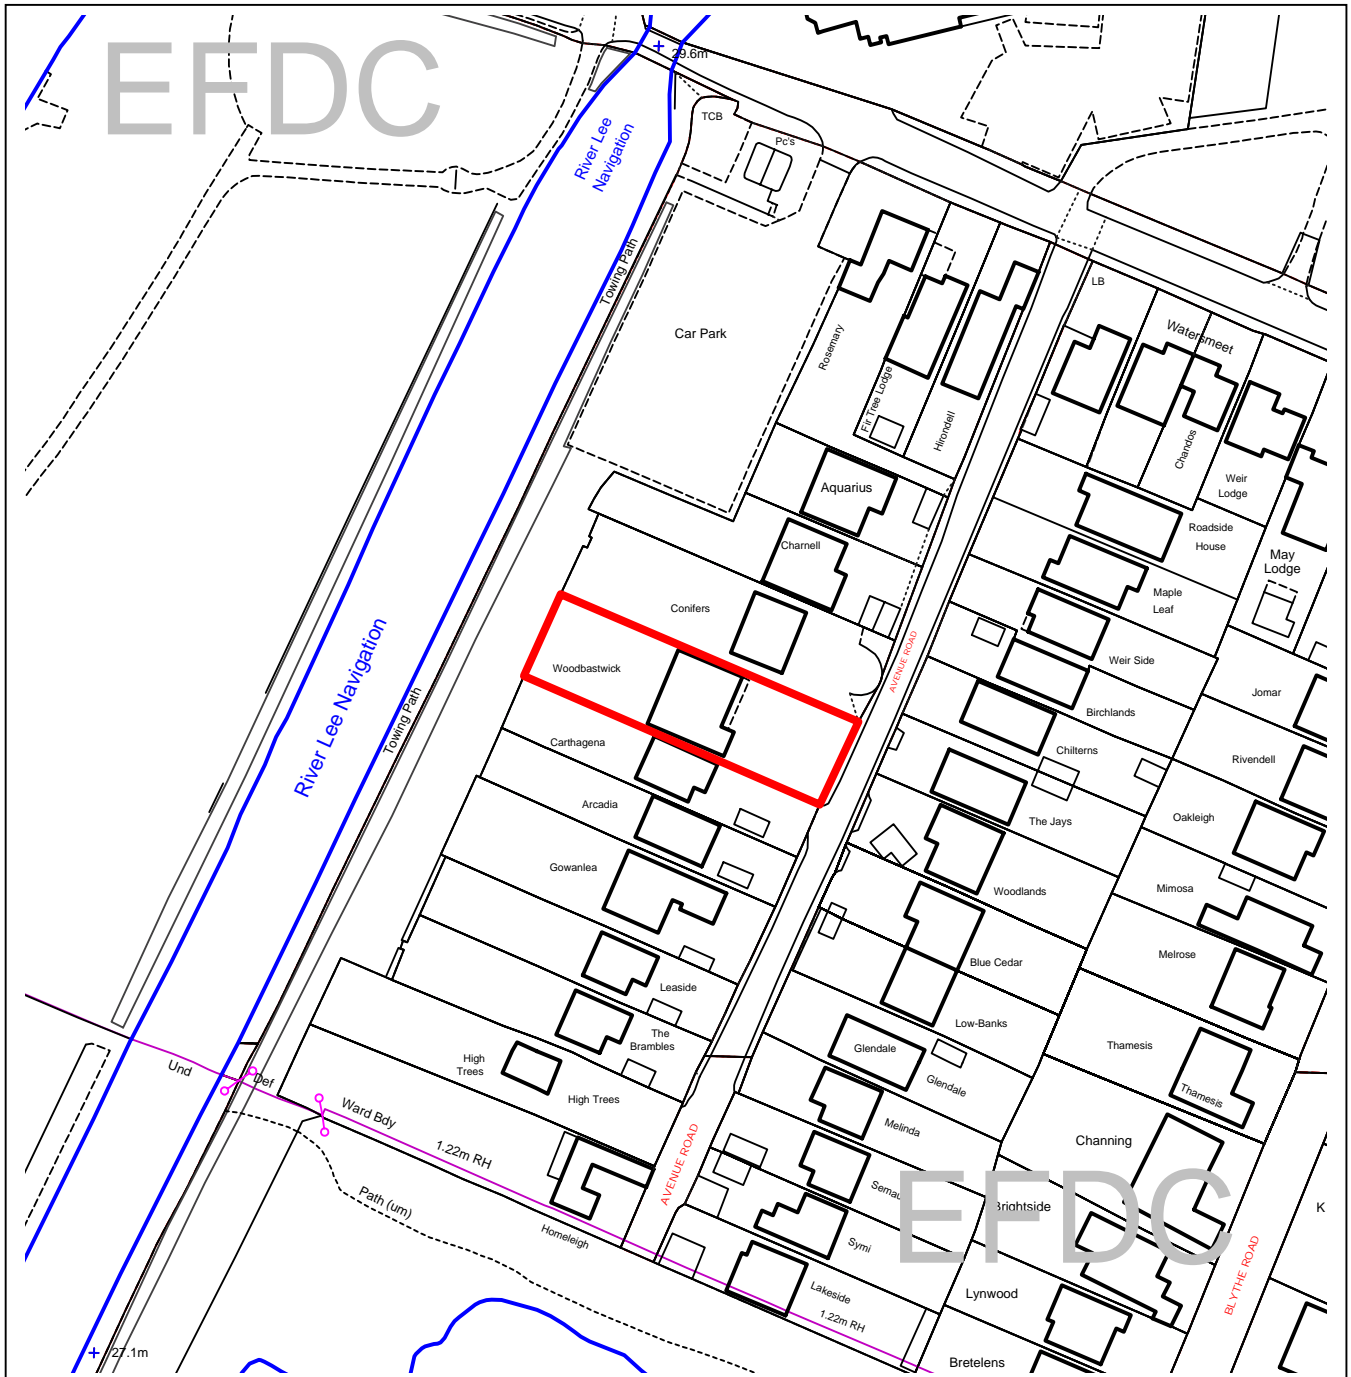 EFDC
29.6m
TCB
Pc's
River Lee
Navigation
Towing Path
Car Park
LB
Watersmeet
Rosemary
Fir Tree Lodge
Hirondell
Chandos
Weir
Lodge
Aquarius
Roadside
House
Charnell
May
Lodge
Maple
Leaf
Conifers
AVENUE ROAD
Weir Side
Woodbastwick
Jomar
Birchlands
River Lee Navigation
Towing Path
Carthagena
Chilterns
Rivendell
Arcadia
The Jays
Oakleigh
Gowanlea
Woodlands
Mimosa
Blue Cedar
Melrose
Leaside
Low-Banks
The
Brambles
Glendale
Thamesis
High
Trees
Und
Def
Glendale
High Trees
Thamesis
Ward Bdy
Melinda
Channing
1.22m RH
AVENUE ROAD
Path (um)
Semau
EFDC
Brightside
K
Homeleigh
Symi
BLYTHE ROAD
Lakeside
Lynwood
1.22m RH
27.1m
Bretelens